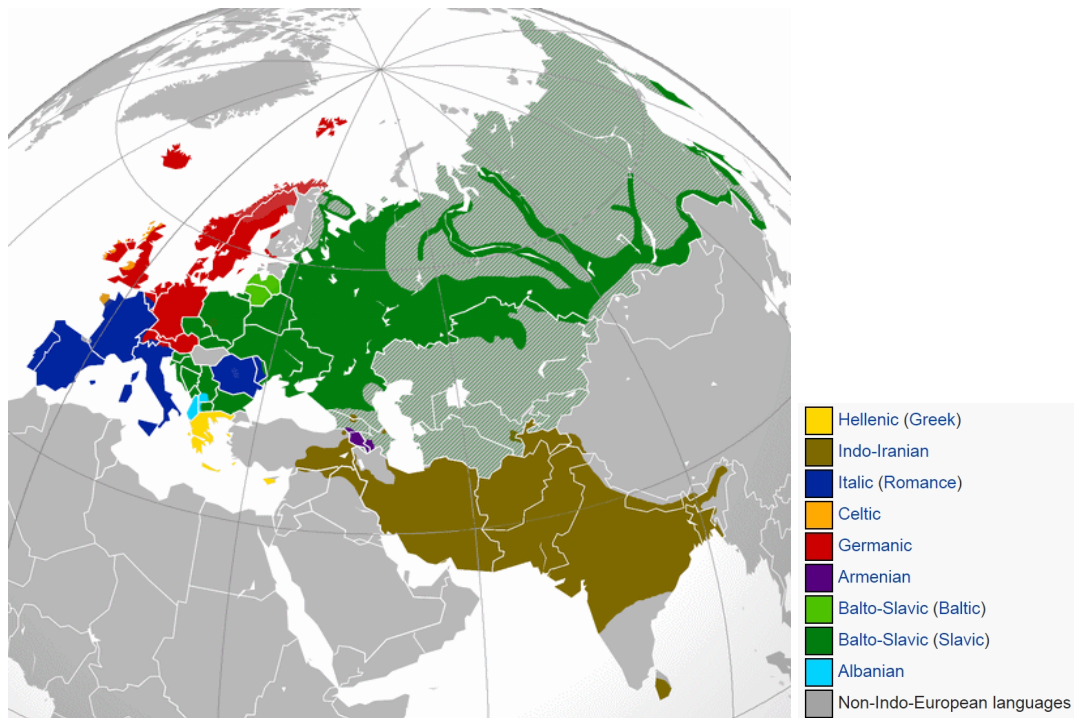 Hellenic (Greek)
Indo-Iranian
Italic (Romance)
Celtic
Germanic
Armenian
Balto-Slavic (Baltic)
Balto-Slavic (Slavic)
Albanian
Non-Indo-European languages